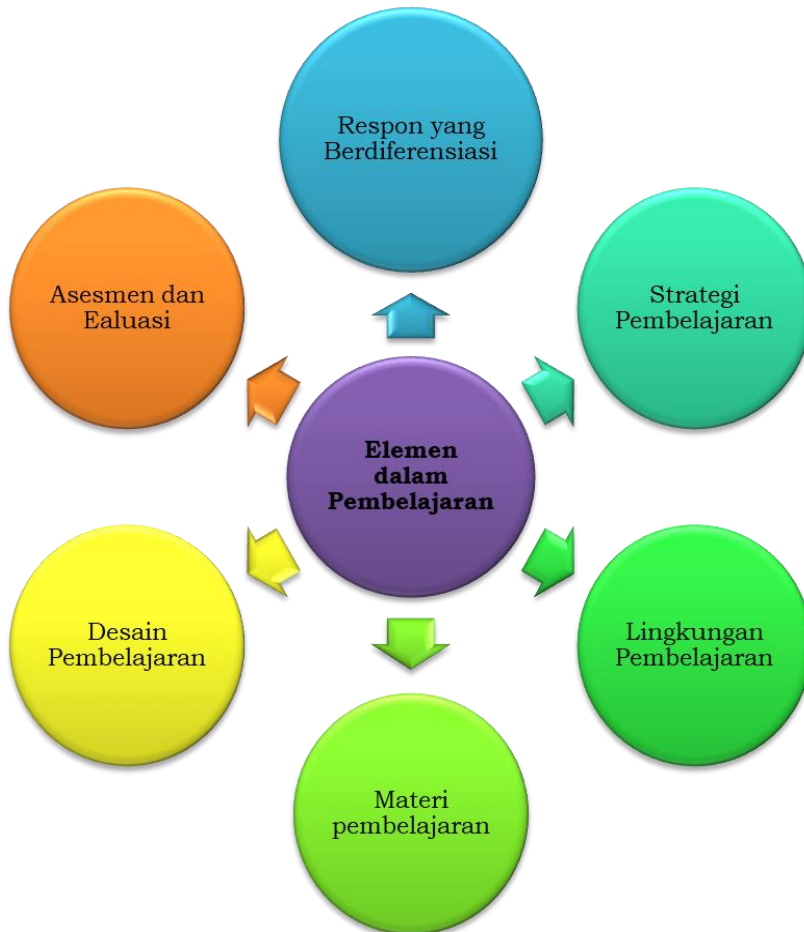 Respon yang
Berdiferensiasi
Asesmen dan
Ealuasi
Strategi
Pembelajaran
Elemen
dalam
Pembelajaran
Desain
Pembelajaran
Lingkungan
Pembelajaran
Materi
pembelajaran